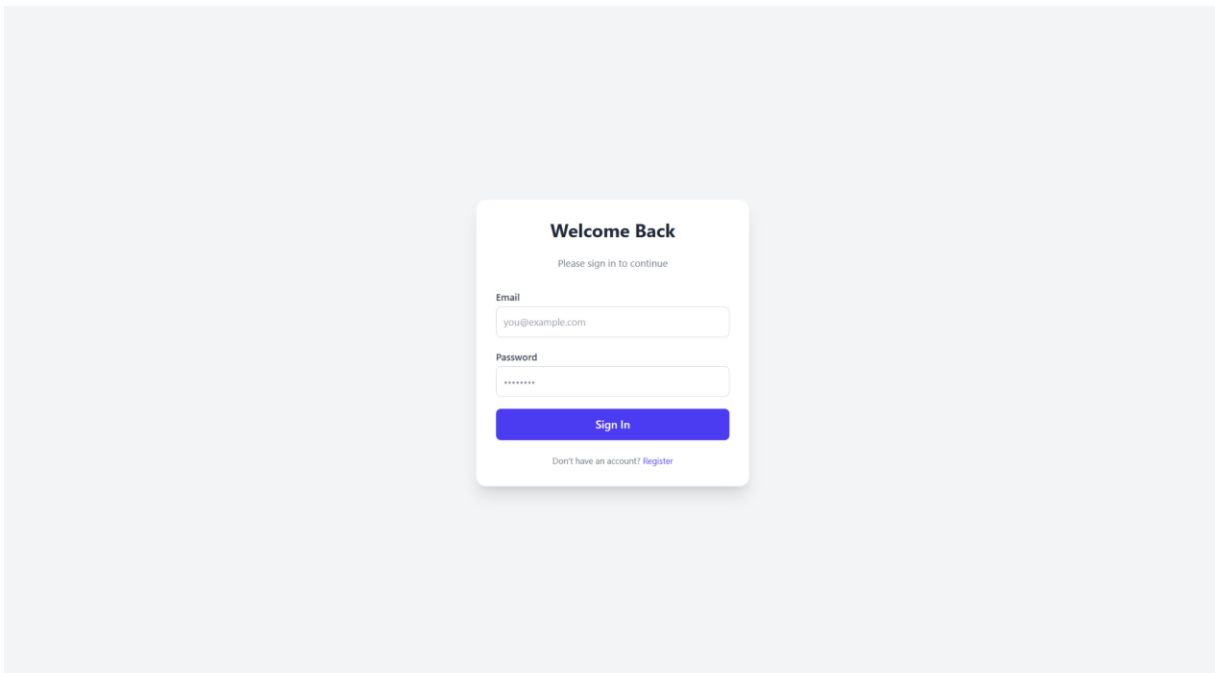 Welcome Back
Please sign in to continue
Email
you@example.com
Password
••••••••
Sign In
Don't have an account? Register